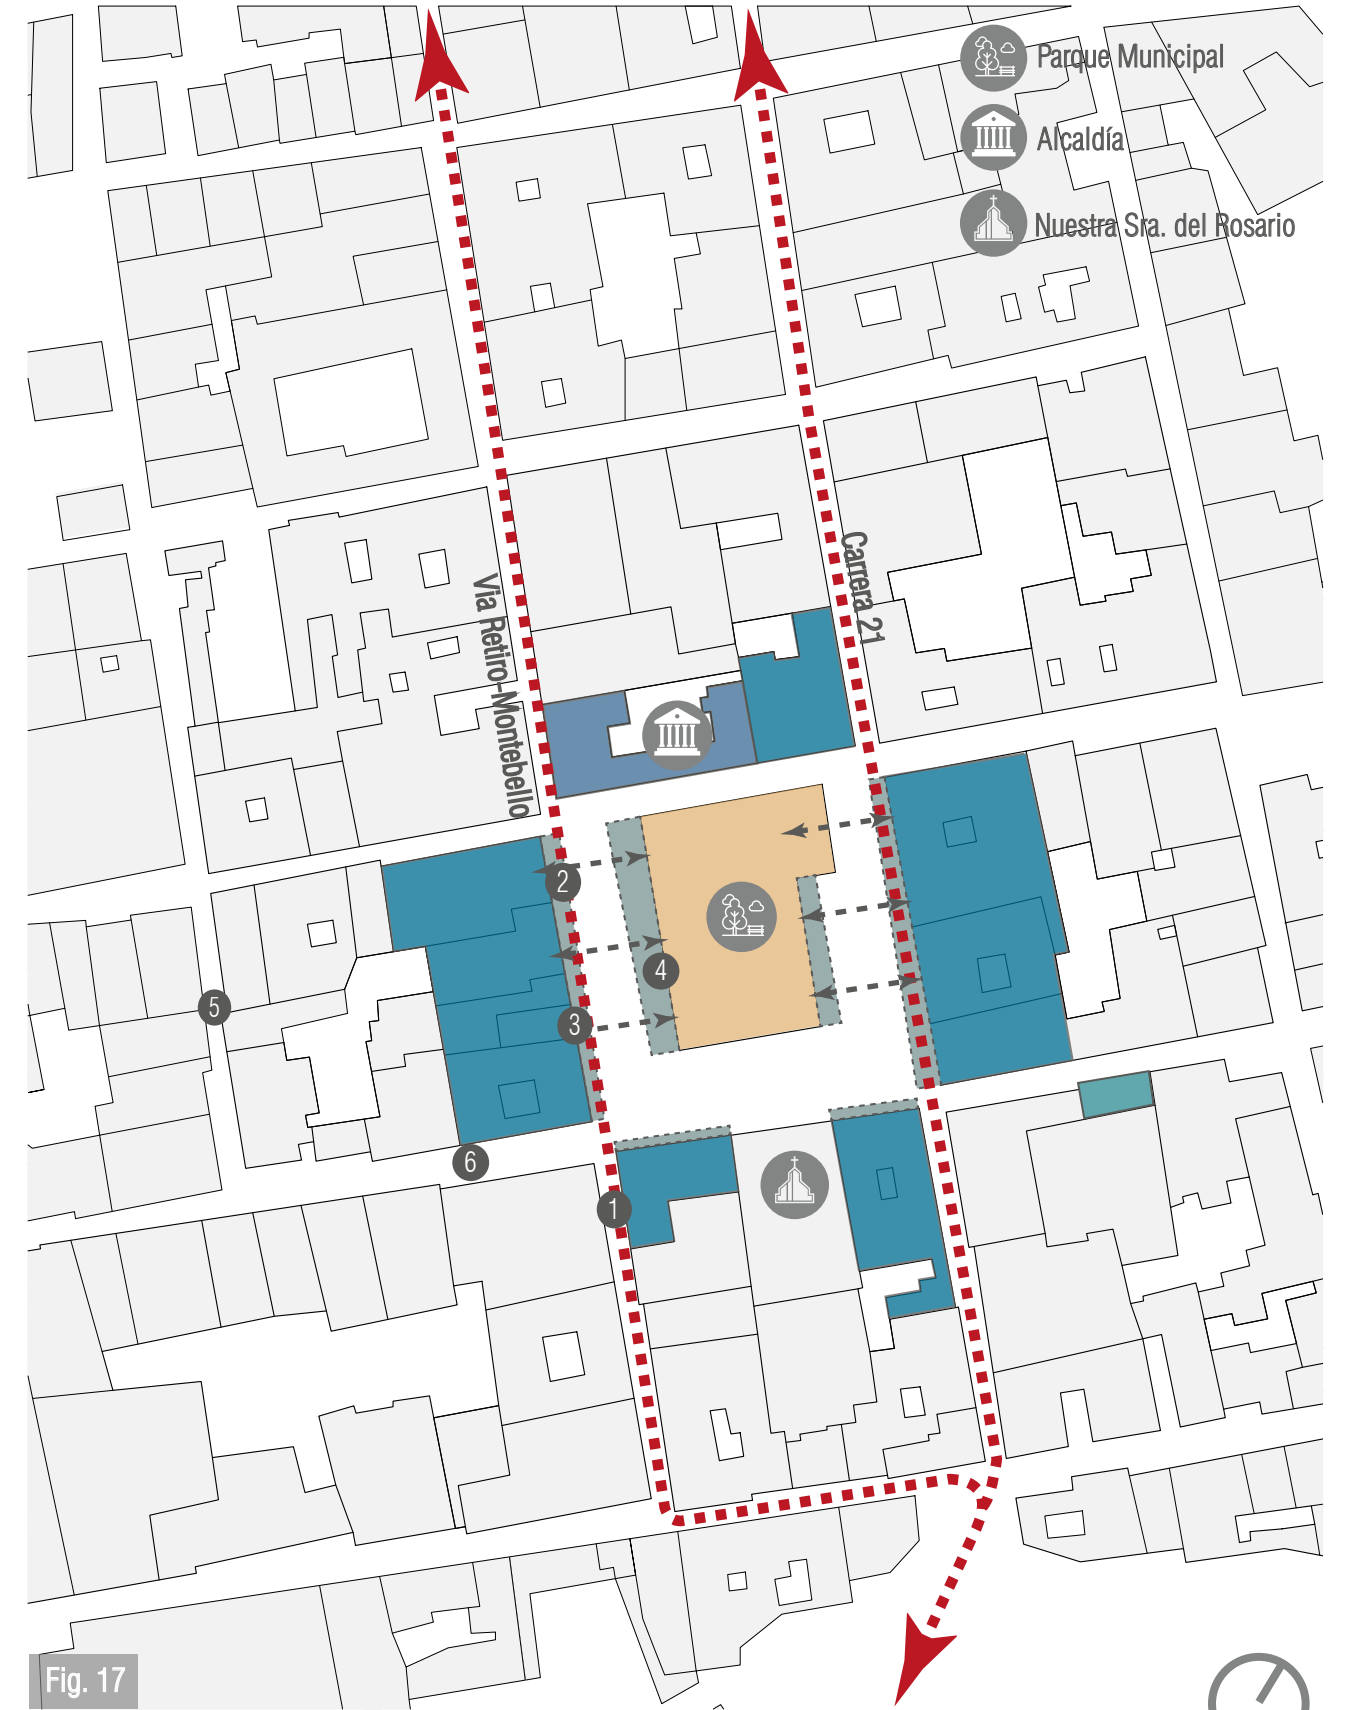 Parque Municipal
Alcaldía
Nuestra Sra. del Rosario
Carrera 21
Via Retiro-Montebello
2
4
5
3
6
1
Fig. 17